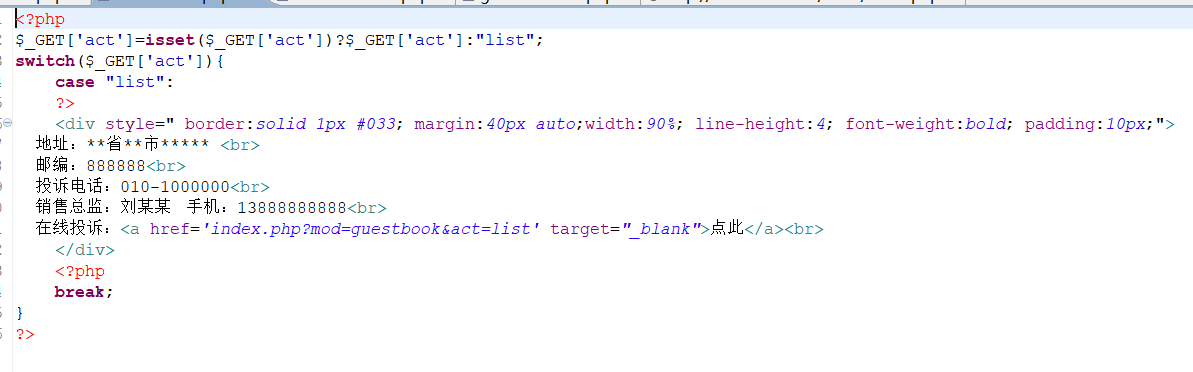 <?php
$_GET['act']=isset($_GET['act'])?$_GET['act']:"list";
switch($_GET['act']){
    case "list":
    ?>
    <div style=" border:solid 1px #033; margin:40px auto;width:90%; line-height:4; font-weight:bold; padding:10px;">
  地址：**省**市***** <br>
  邮编：888888<br>
  投诉电话：010-1000000<br>
  销售总监：刘某某  手机：13888888888<br>
  在线投诉：<a href='index.php?mod=guestbook&act=list' target="_blank">点此</a><br>
    </div>
    <?php
    break;
}
?>